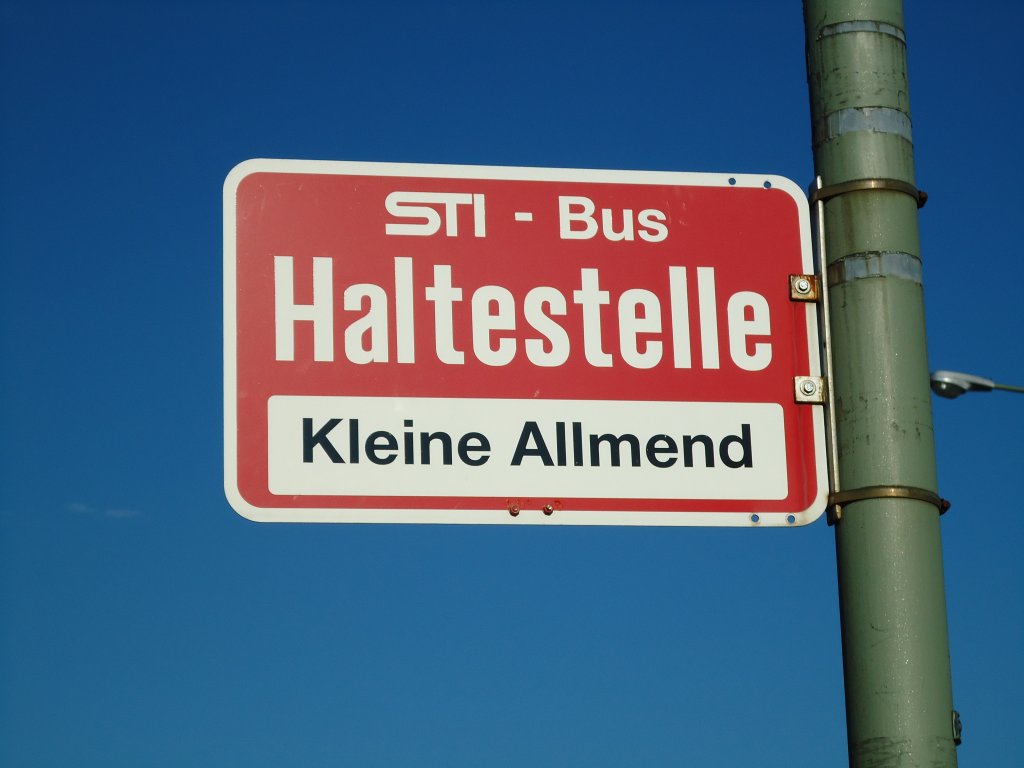 STI - Bus
Haltestelle
Kleine Allmend